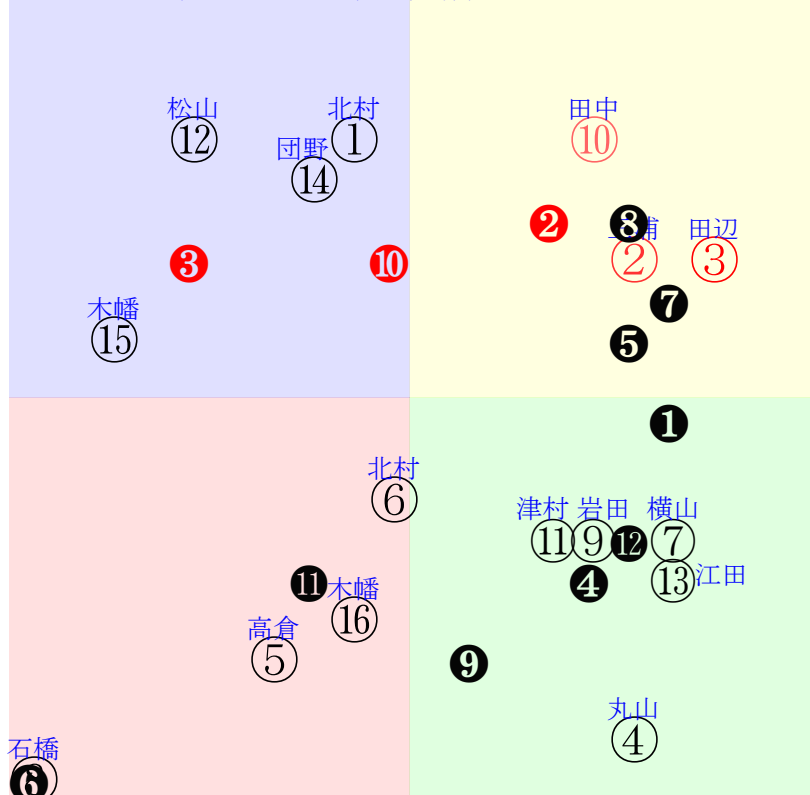 松山
⑫
北村
①
団野
⑭
田中
⑩
❸
❿
❷
❽
浦
②
田辺
③
❼
❺
木幡
⑮
❶
北村
⑥
津村
⑪
岩田
⑨
⓬
横山
⑦
❹
⑬
江田
⓫
木幡
⑯
高倉
⑤
❾
丸山
④
石橋
❻